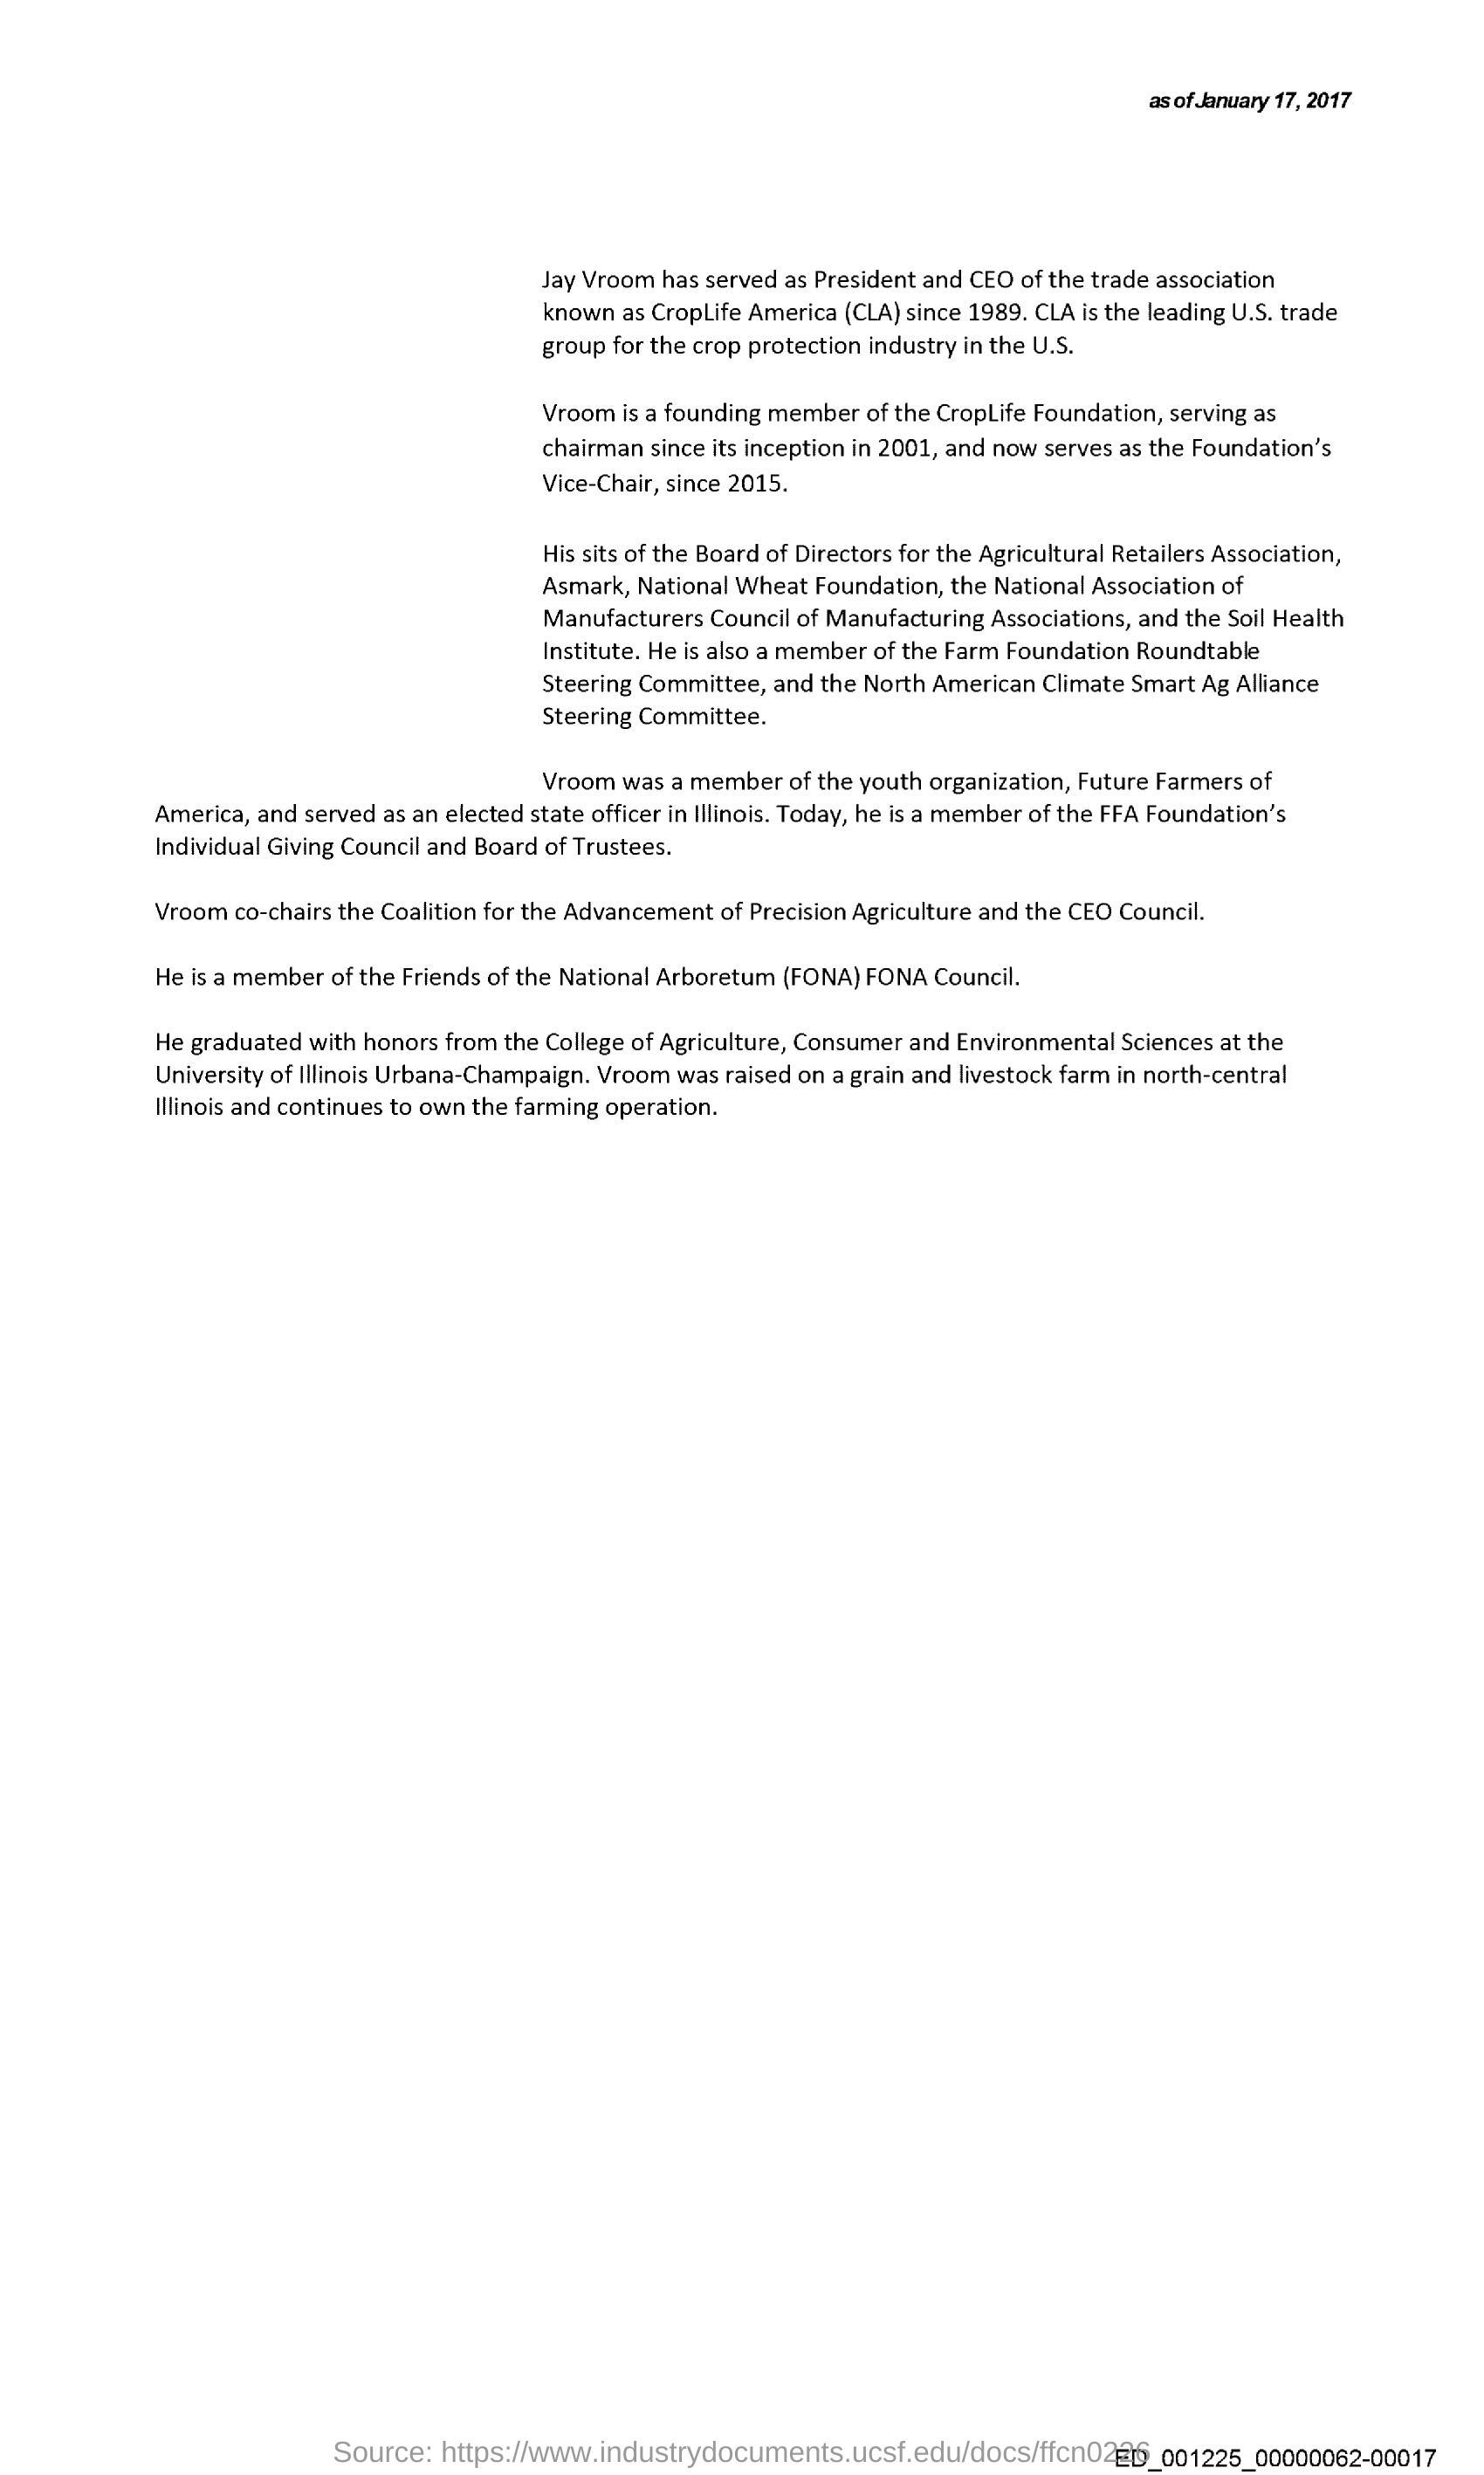 as of January 17, 2017
Jay Vroom has served as President and CEO of the trade association
known as CropLife America (CLA) since 1989. CLA is the leading U.S. trade
group for the crop protection industry in the U.S.
Vroom is a founding member of the CropLife Foundation, serving as
chairman since its inception in 2001, and now serves as the Foundation's
Vice-Chair, since 2015.
His sits of the Board of Directors for the Agricultural Retailers Association,
Asmark, National Wheat Foundation, the National Association of
Manufacturers Council of Manufacturing Associations, and the Soil Health
Institute. He is also a member of the Farm Foundation Roundtable
Steering Committee, and the North American Climate Smart Ag Alliance
Steering Committee.
Vroom was a member of the youth organization, Future Farmers of
America, and served as an elected state officer in Illinois. Today, he is a member of the FFA Foundation's
Individual Giving Council and Board of Trustees.
Vroom co-chairs the Coalition for the Advancement of Precision Agriculture and the CEO Council.
He is a member of the Friends of the National Arboretum (FONA) FONA Council.
He graduated with honors from the College of Agriculture, Consumer and Environmental Sciences at the
University of Illinois Urbana-Champaign. Vroom was raised on a grain and livestock farm in north-central
Illinois and continues to own the farming operation.
Source: https://www.industrydocuments.ucsf.edu/docs/ffcn0226
ED_001225_00000062-00017